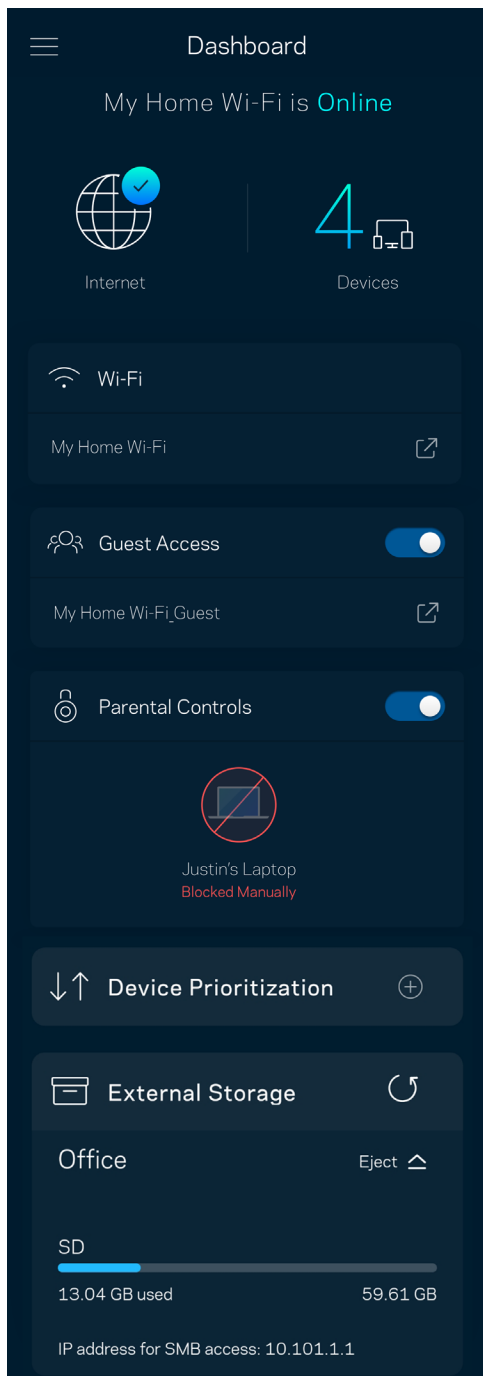 Dashboard
My Home Wi-Fi is Online
4
Internet
Devices
Wi-Fi
My Home Wi-Fi
Guest Access
My Home Wi-Fi_Guest
Parental Controls
Justin's Laptop
Blocked Manually
Device Prioritization
External Storage
Office
Eject
SD
13.04 GB used
59.61 GB
IP address for SMB access: 10.101.1.1